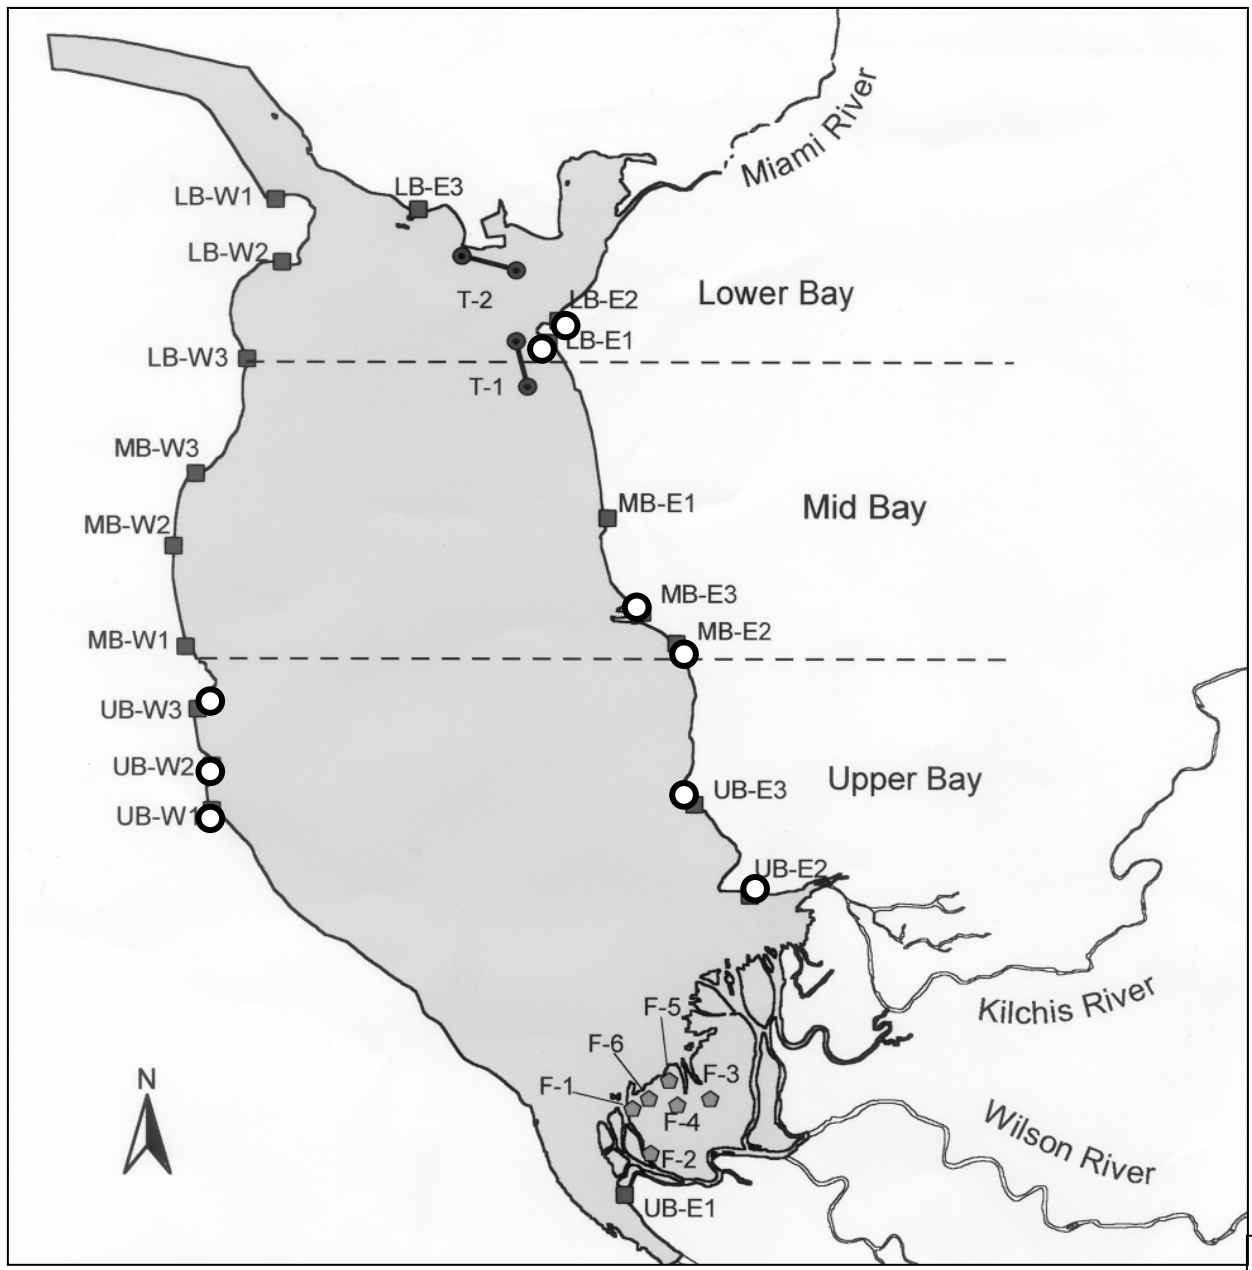 Miami River
LB-W1
LB-E3
LB-W2
Lower Bay
T-2
LB-E2
LB-E1
LB-W3
T-1
MB-W3
MB-E1
Mid Bay
MB-W2
MB-E3
MB-E2
MB-W1
UB-W3
UB-W2
UB-E3
Upper Bay
UB-W1
UB-E2
Kilchis River
F-5
F-6
F-3
F-1
F-4
N
Wilson River
F-2
UB-E1